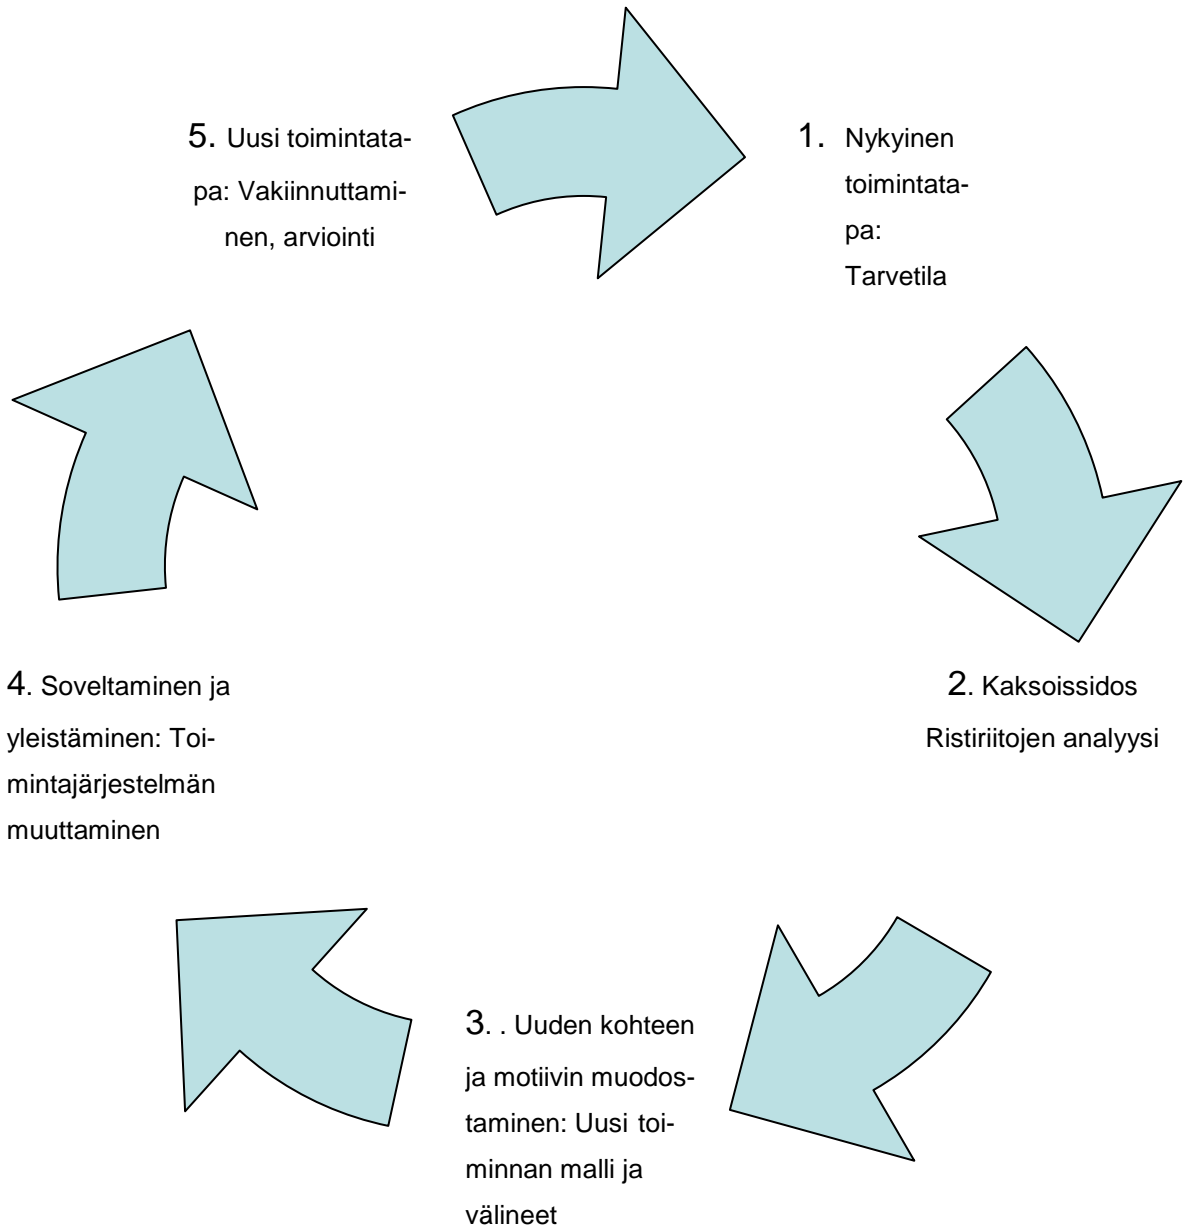 1. Nykyinen
toimintata-
pa:
Tarvetila
2. Kaksoissidos
Ristiriitojen analyysi
3. . Uuden kohteen
ja motiivin muodos-
taminen: Uusi toi-
minnan malli ja
välineet
4. Soveltaminen ja
yleistäminen: Toi-
mintajärjestelmän
muuttaminen
5. Uusi toimintata-
pa: Vakiinnuttami-
nen, arviointi